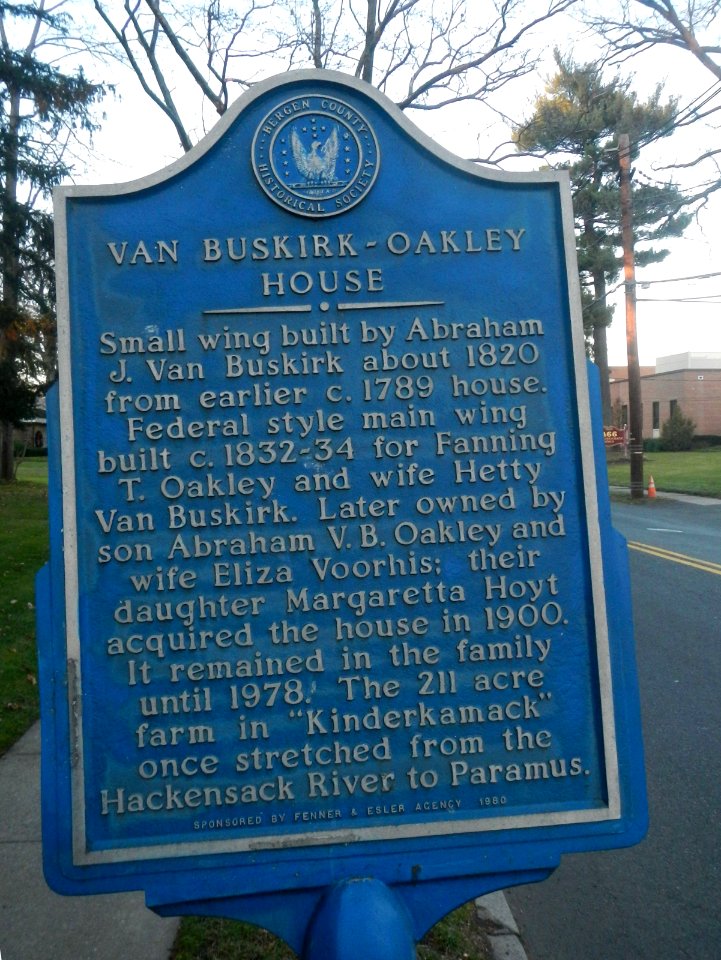 BERGEN COUNTY
HISTORICAL SOCIETY
VAN BUSKIRK-OAKLEY
HOUSE
Small wing built by Abraham
J. Van Buskirk about 1820
from earlier c. 1789 house.
Federal style main wing
built c. 1832-34 for Fanning
T. Oakley and wife Hetty
Van Buskirk. Later owned by
son Abraham V.B. Oakley and
wife Eliza Voorhis; their
daughter Margaretta Hoyt
acquired the house in 1900.
It remained in the family
until 1978. The 211 acre
farm in "Kinderkamack"
once stretched from the
Hackensack River to Paramus.
SPONSORED BY FENNER & ESLER AGENCY 1980